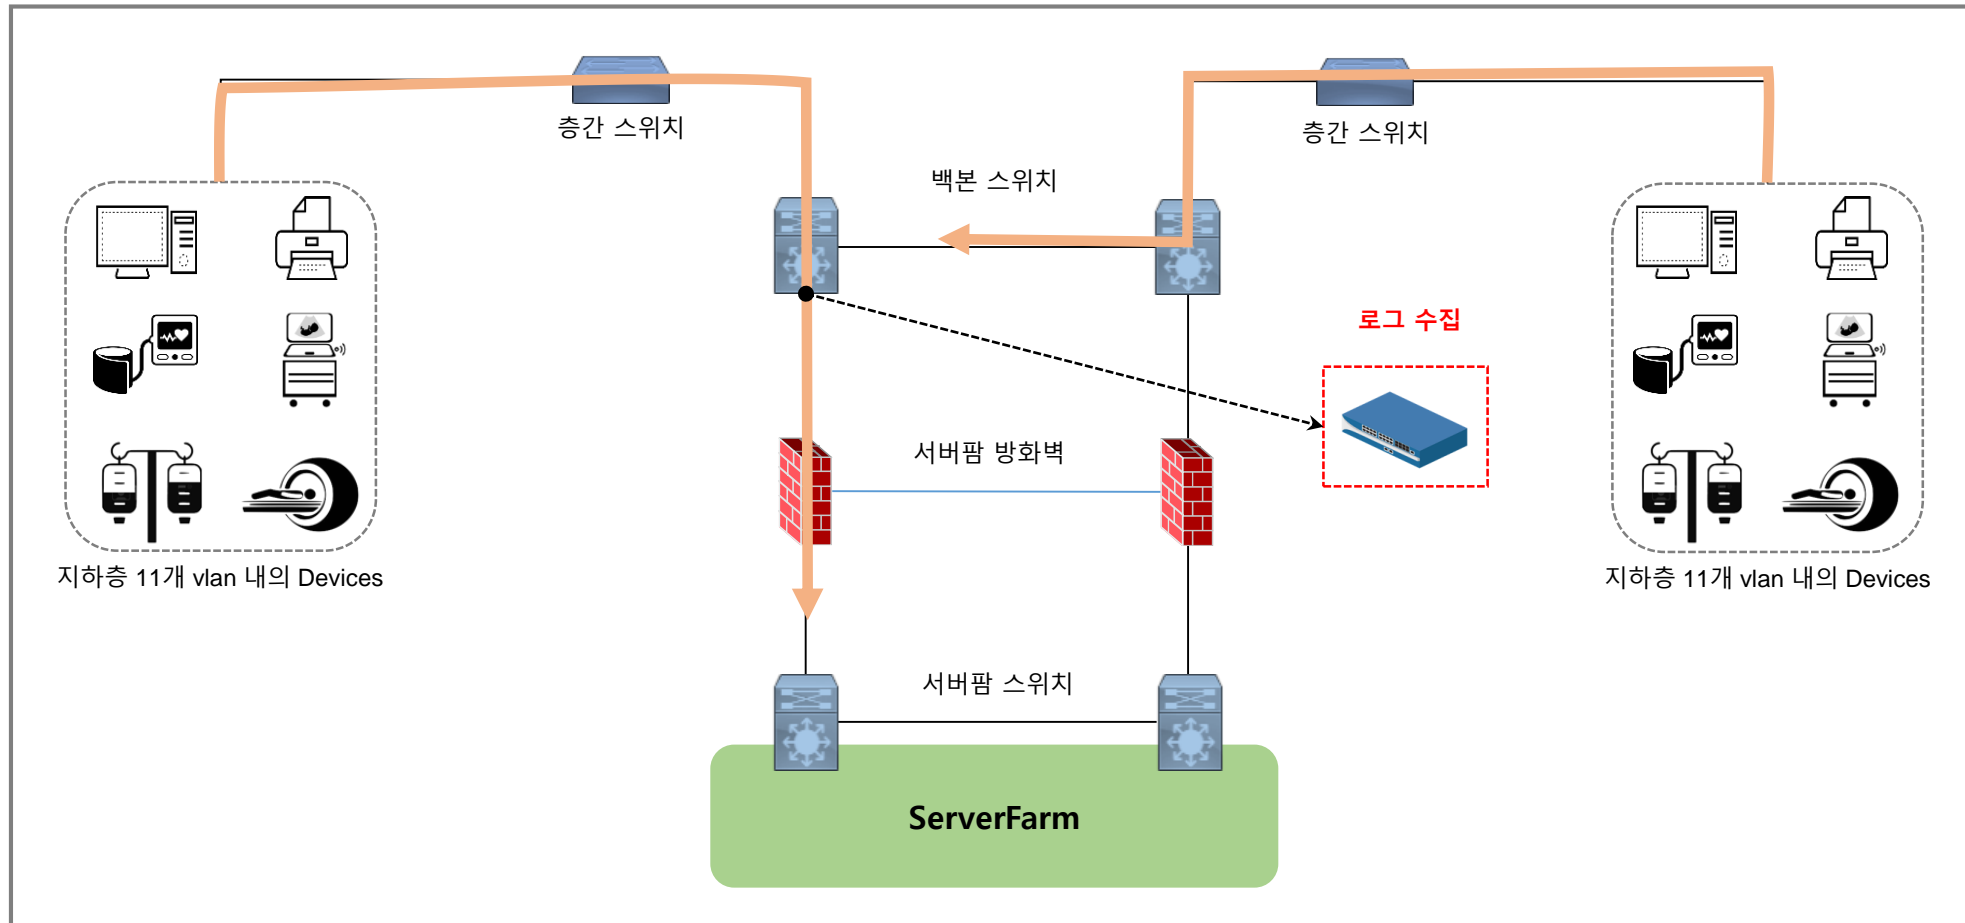 층간 스위치
층간 스위치
백본 스위치
로그 수집
서버팜 방화벽
지하층 11개 vlan 내의 Devices
지하층 11개 vlan 내의 Devices
서버팜 스위치
ServerFarm